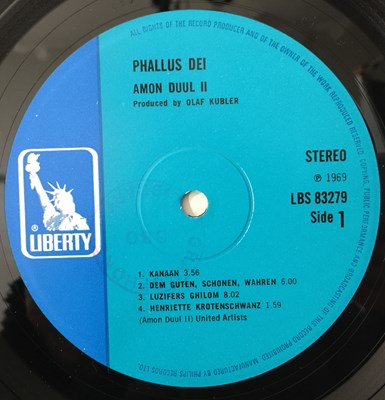 ALL RIGHTS OF THE RECORD PRODUCER AND OF THE OWNER OF THE WORK REPRODUCED RESERVED. COPYING, PUBLIC PERFORMANCE AND BROADCASTING OF THIS RECORD PROHIBITED. MANUFACTURED BY PHILIPS RECORDS LTD.
PHALLUS DEI
AMON DUUL II
Produced by OLAF KUBLER
STEREO
℗ 1969
LBS 83279
Side 1
® LIBERTY
1. KANAAN 3.56
2. DEM GUTEN, SCHONEN, WAHREN 6.00
3. LUZIFERS GHILOM 8.02
4. HENRIETTE KROTENSCHWANZ 1.59
(Amon Duul II) United Artists